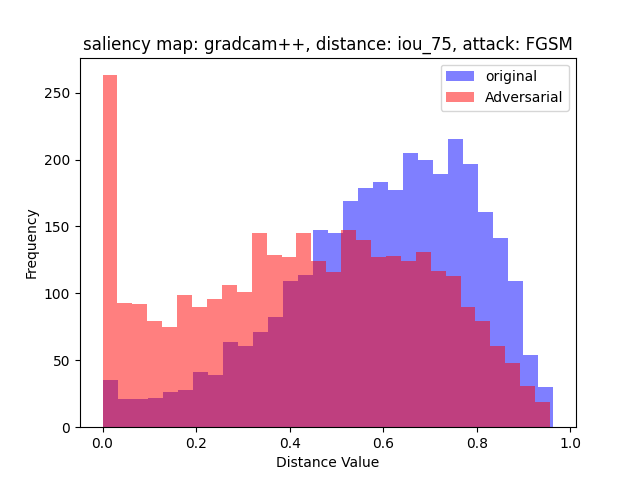 saliency map: gradcam++, distance: iou_75, attack: FGSM
original
Adversarial
Frequency
250
200
150
100
50
0
0.0 0.2 0.4 0.6 0.8 1.0
Distance Value